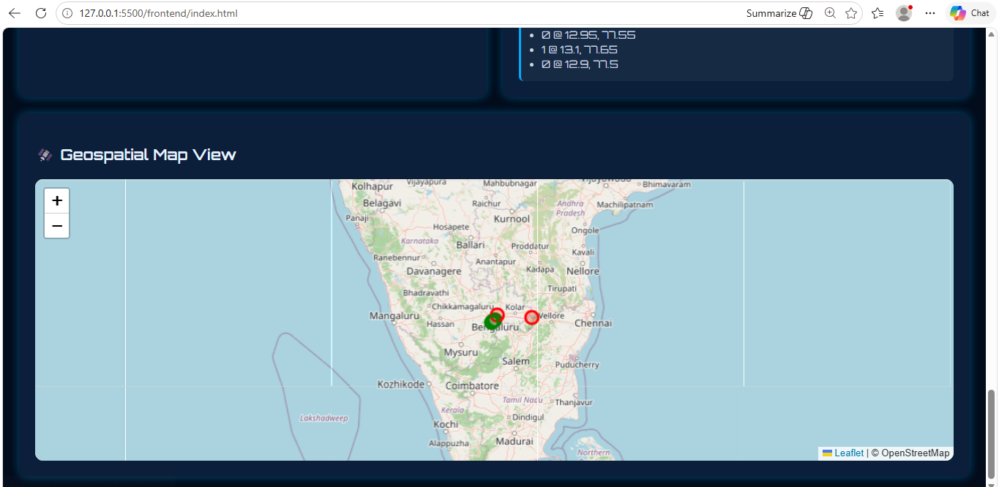 127.0.0.1:5500/frontend/index.html
Summarize
Chat
0 @ 12.95, 77.55
1 @ 13.1, 77.65
0 @ 12.9, 77.5
Geospatial Map View
+
−
Kolhapur
Vijayapura
Mahbubnagar
Vijayawada
Bhimavaram
Belagavi
Raichur
Andhra
Pradesh
Machilipatnam
Panaji
Kurnool
Hosapete
Ongole
Karnataka
Ballari
Proddatur
Kavali
Ranebennur
Anantapur
Davanagere
Kadapa
Nellore
Bhadravathi
Tirupati
Chikkamagaluru
Kolar
Mangaluru
Vellore
Hassan
Bengaluru
Chennai
Mysuru
Salem
Puducherry
Kozhikode
Coimbatore
Tamil Nadu
Thanjavur
Kerala
Lakshadweep
Dindigul
Kochi
Alappuzha
Madurai
Northern
Leaflet | © OpenStreetMap